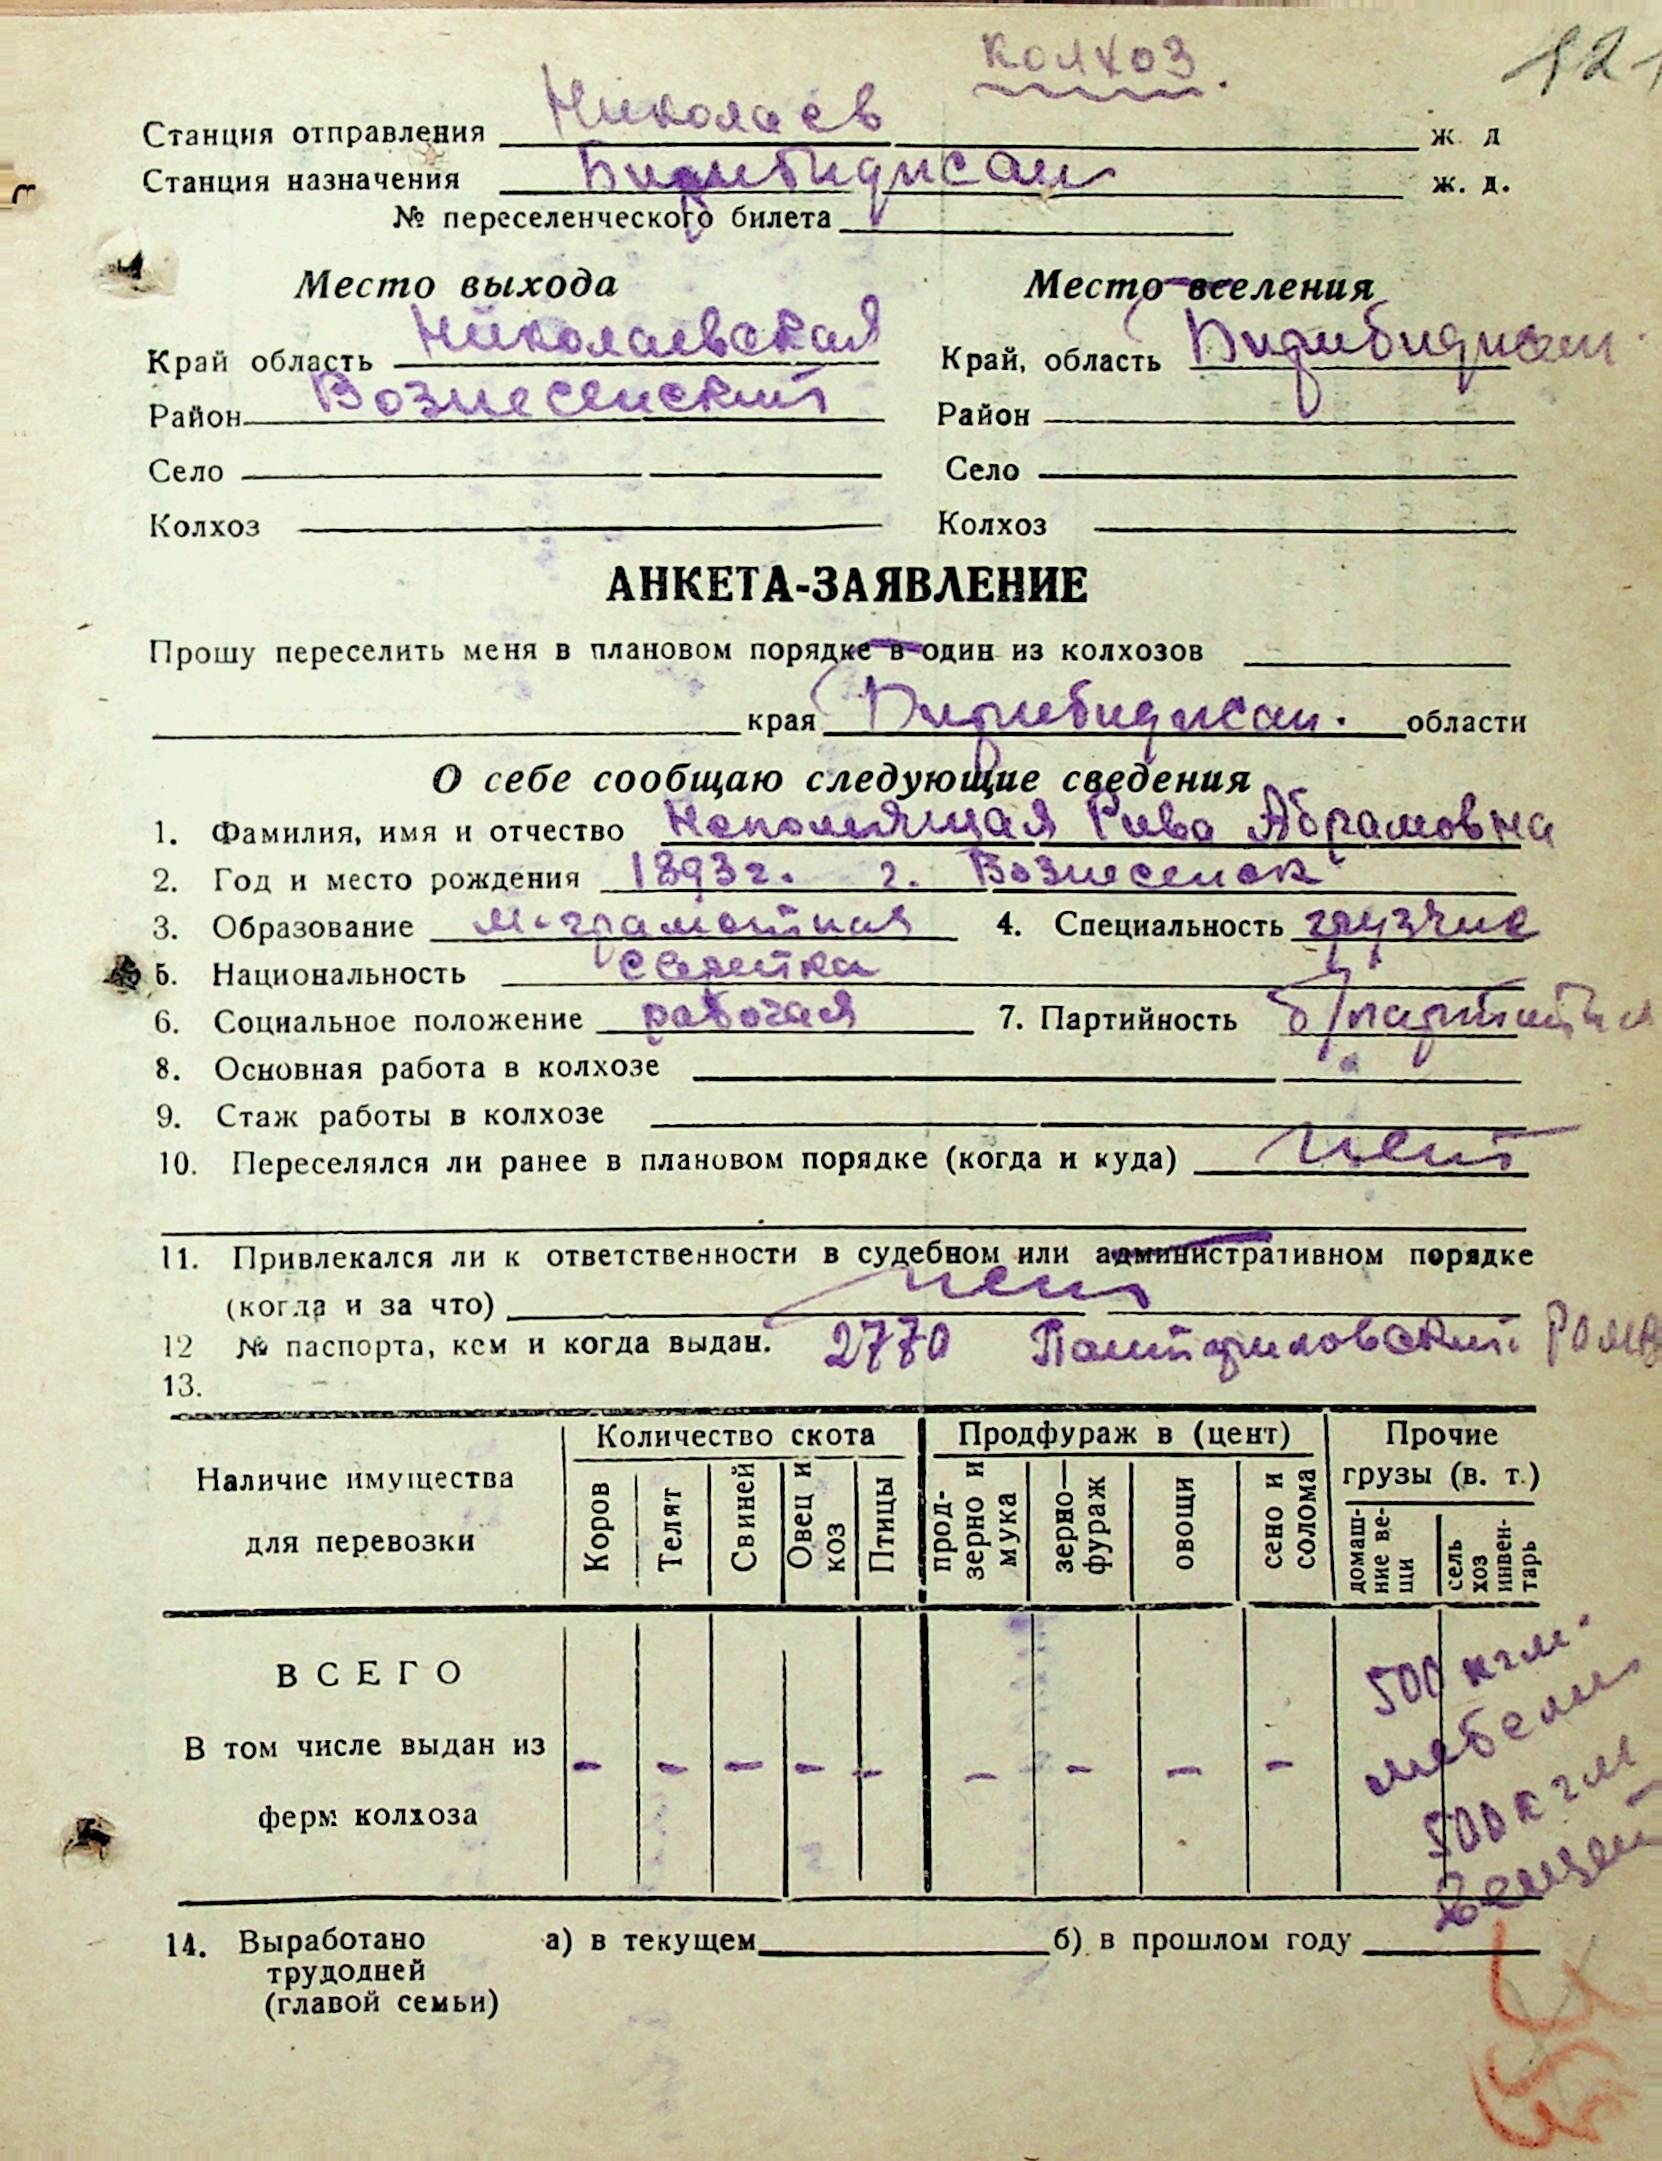 колхоз.
121
Станция отправления Николаев ж. д
Станция назначения Биробиджан ж. д.
№ переселенческого билета
Место выхода Место вселения
Край область Николаевская Край, область Биробиджан.
Район Вознесенский Район
Село Село
Колхоз Колхоз
АНКЕТА-ЗАЯВЛЕНИЕ
Прошу переселить меня в плановом порядке в один из колхозов
края Биробиджан. области
О себе сообщаю следующие сведения
1. Фамилия, имя и отчество Непомнящая Рива Абрамовна
2. Год и место рождения 1893г. г. Вознесенск
3. Образование м-грамотная 4. Специальность грузчик
5. Национальность еврейка
6. Социальное положение рабочая 7. Партийность б/партийная
8. Основная работа в колхозе
9. Стаж работы в колхозе
10. Переселялся ли ранее в плановом порядке (когда и куда) нет
11. Привлекался ли к ответственности в судебном или административном порядке
(когда и за что) нет
12 № паспорта, кем и когда выдан. 2770 РОМВ
13.
Наличие имущества для перевозки
Количество скота Продфураж в (цент) Прочие грузы (в. т.)
Коров Телят Свиней Овец и коз Птицы прод-зерно и мука зерно—фураж овощи сено и солома домаш-ние ве-щи сель хоз инвен-тарь
ВСЕГО 500 кгм.
мебели
В том числе выдан из - - - - - - - - -
500 кгм
ферм колхоза
вещей
14. Выработано а) в текущем б) в прошлом году
трудодней
(главой семьи)